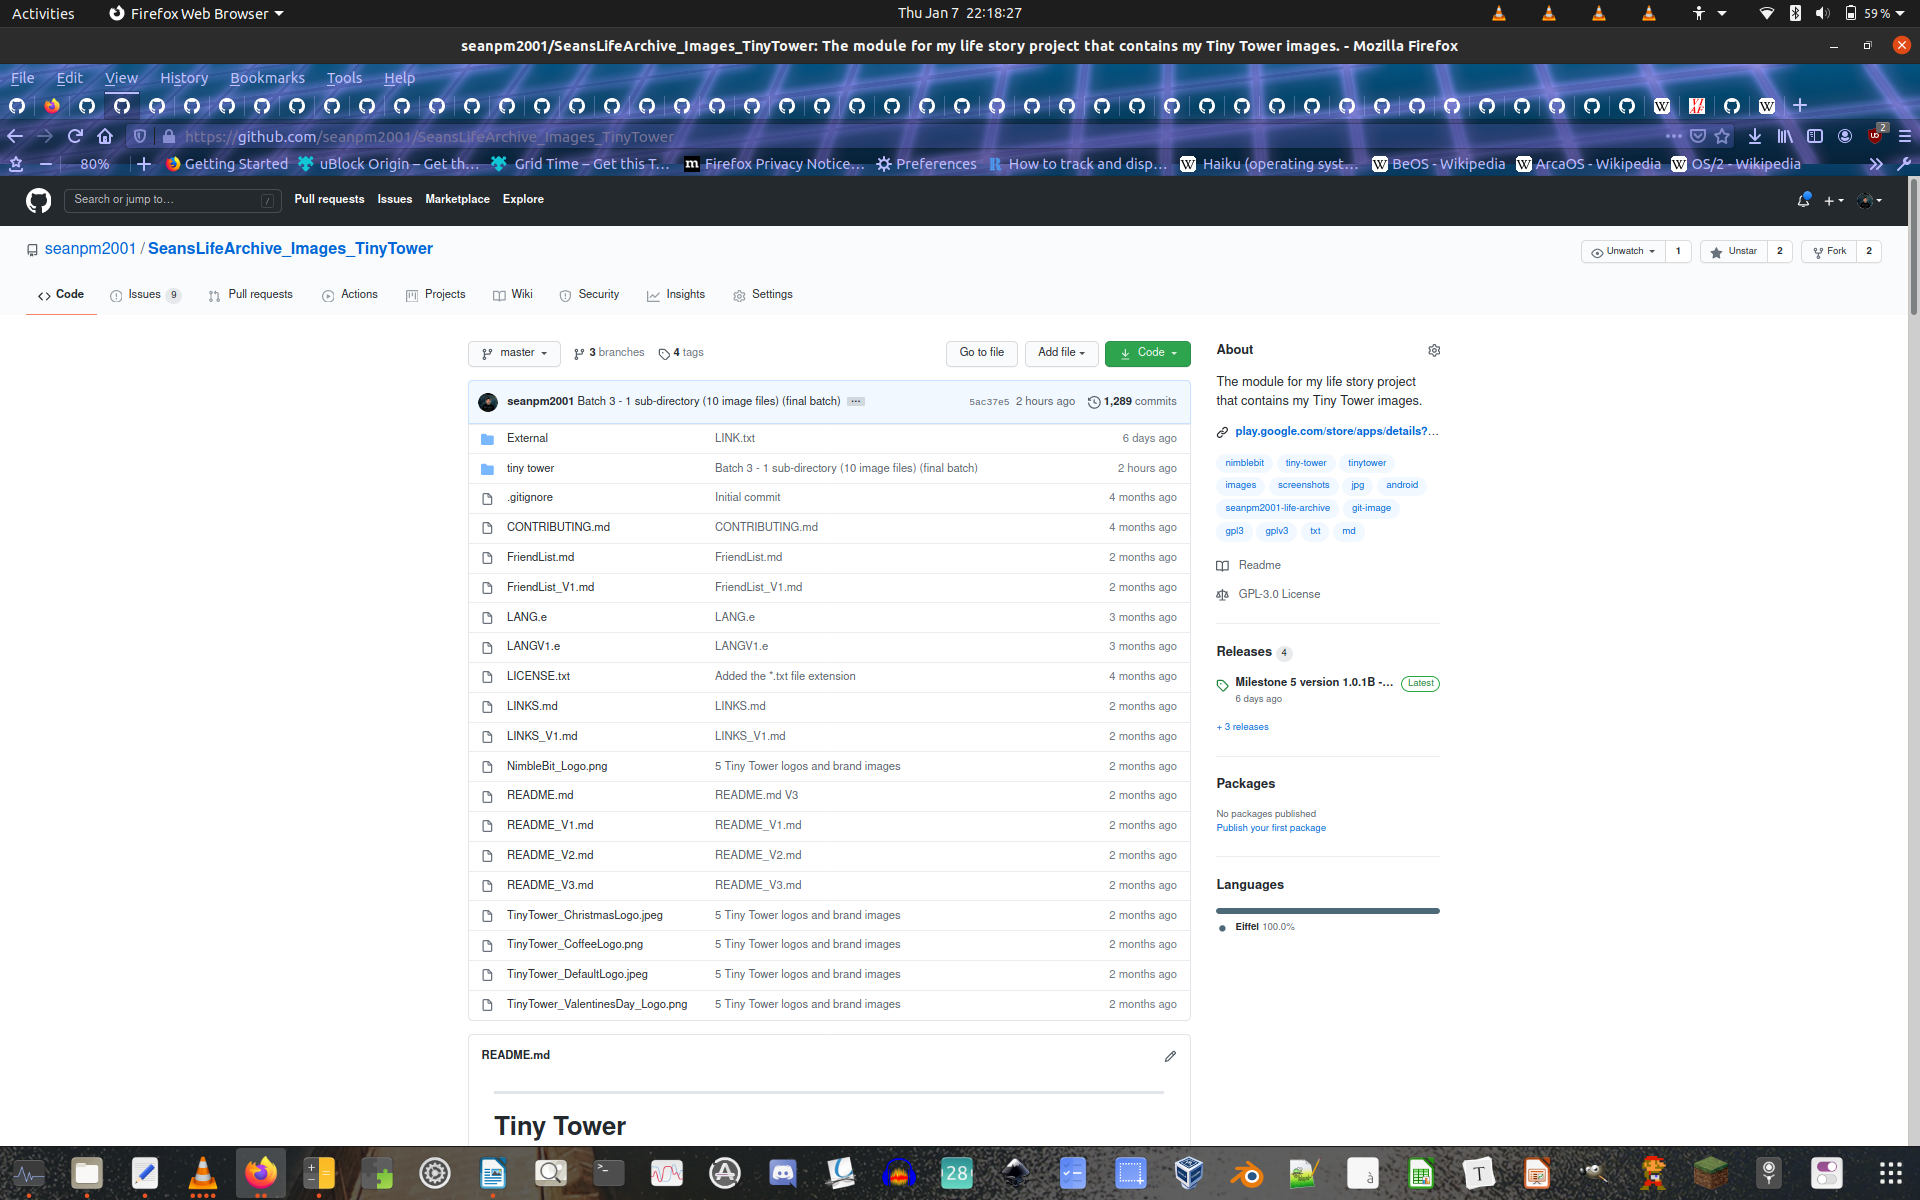 Activities Firefox Web Browser Thu Jan 7 22:18:27 59 %
seanpm2001/SeansLifeArchive_Images_TinyTower: The module for my life story project that contains my Tiny Tower images. - Mozilla Firefox
File Edit View History Bookmarks Tools Help
https://github.com/seanpm2001/SeansLifeArchive_Images_TinyTower 2
80% Getting Started uBlock Origin – Get th… Grid Time – Get this T… Firefox Privacy Notice… Preferences How to track and disp… Haiku (operating syst… BeOS - Wikipedia ArcaOS - Wikipedia OS/2 - Wikipedia
Search or jump to… / Pull requests Issues Marketplace Explore
seanpm2001 / SeansLifeArchive_Images_TinyTower Unwatch 1 Unstar 2 Fork 2
Code Issues 9 Pull requests Actions Projects Wiki Security Insights Settings
master 3 branches 4 tags Go to file Add file Code
seanpm2001 Batch 3 - 1 sub-directory (10 image files) (final batch) ··· 5ac37e5 2 hours ago 1,289 commits
External LINK.txt 6 days ago
tiny tower Batch 3 - 1 sub-directory (10 image files) (final batch) 2 hours ago
.gitignore Initial commit 4 months ago
CONTRIBUTING.md CONTRIBUTING.md 4 months ago
FriendList.md FriendList.md 2 months ago
FriendList_V1.md FriendList_V1.md 2 months ago
LANG.e LANG.e 3 months ago
LANGV1.e LANGV1.e 3 months ago
LICENSE.txt Added the *.txt file extension 4 months ago
LINKS.md LINKS.md 2 months ago
LINKS_V1.md LINKS_V1.md 2 months ago
NimbleBit_Logo.png 5 Tiny Tower logos and brand images 2 months ago
README.md README.md V3 2 months ago
README_V1.md README_V1.md 2 months ago
README_V2.md README_V2.md 2 months ago
README_V3.md README_V3.md 2 months ago
TinyTower_ChristmasLogo.jpeg 5 Tiny Tower logos and brand images 2 months ago
TinyTower_CoffeeLogo.png 5 Tiny Tower logos and brand images 2 months ago
TinyTower_DefaultLogo.jpeg 5 Tiny Tower logos and brand images 2 months ago
TinyTower_ValentinesDay_Logo.png 5 Tiny Tower logos and brand images 2 months ago
README.md
Tiny Tower
About
The module for my life story project
that contains my Tiny Tower images.
play.google.com/store/apps/details?…
nimblebit tiny-tower tinytower
images screenshots jpg android
seanpm2001-life-archive git-image
gpl3 gplv3 txt md
Readme
GPL-3.0 License
Releases 4
Milestone 5 version 1.0.1B -… Latest
6 days ago
+ 3 releases
Packages
No packages published
Publish your first package
Languages
Eiffel 100.0%
28